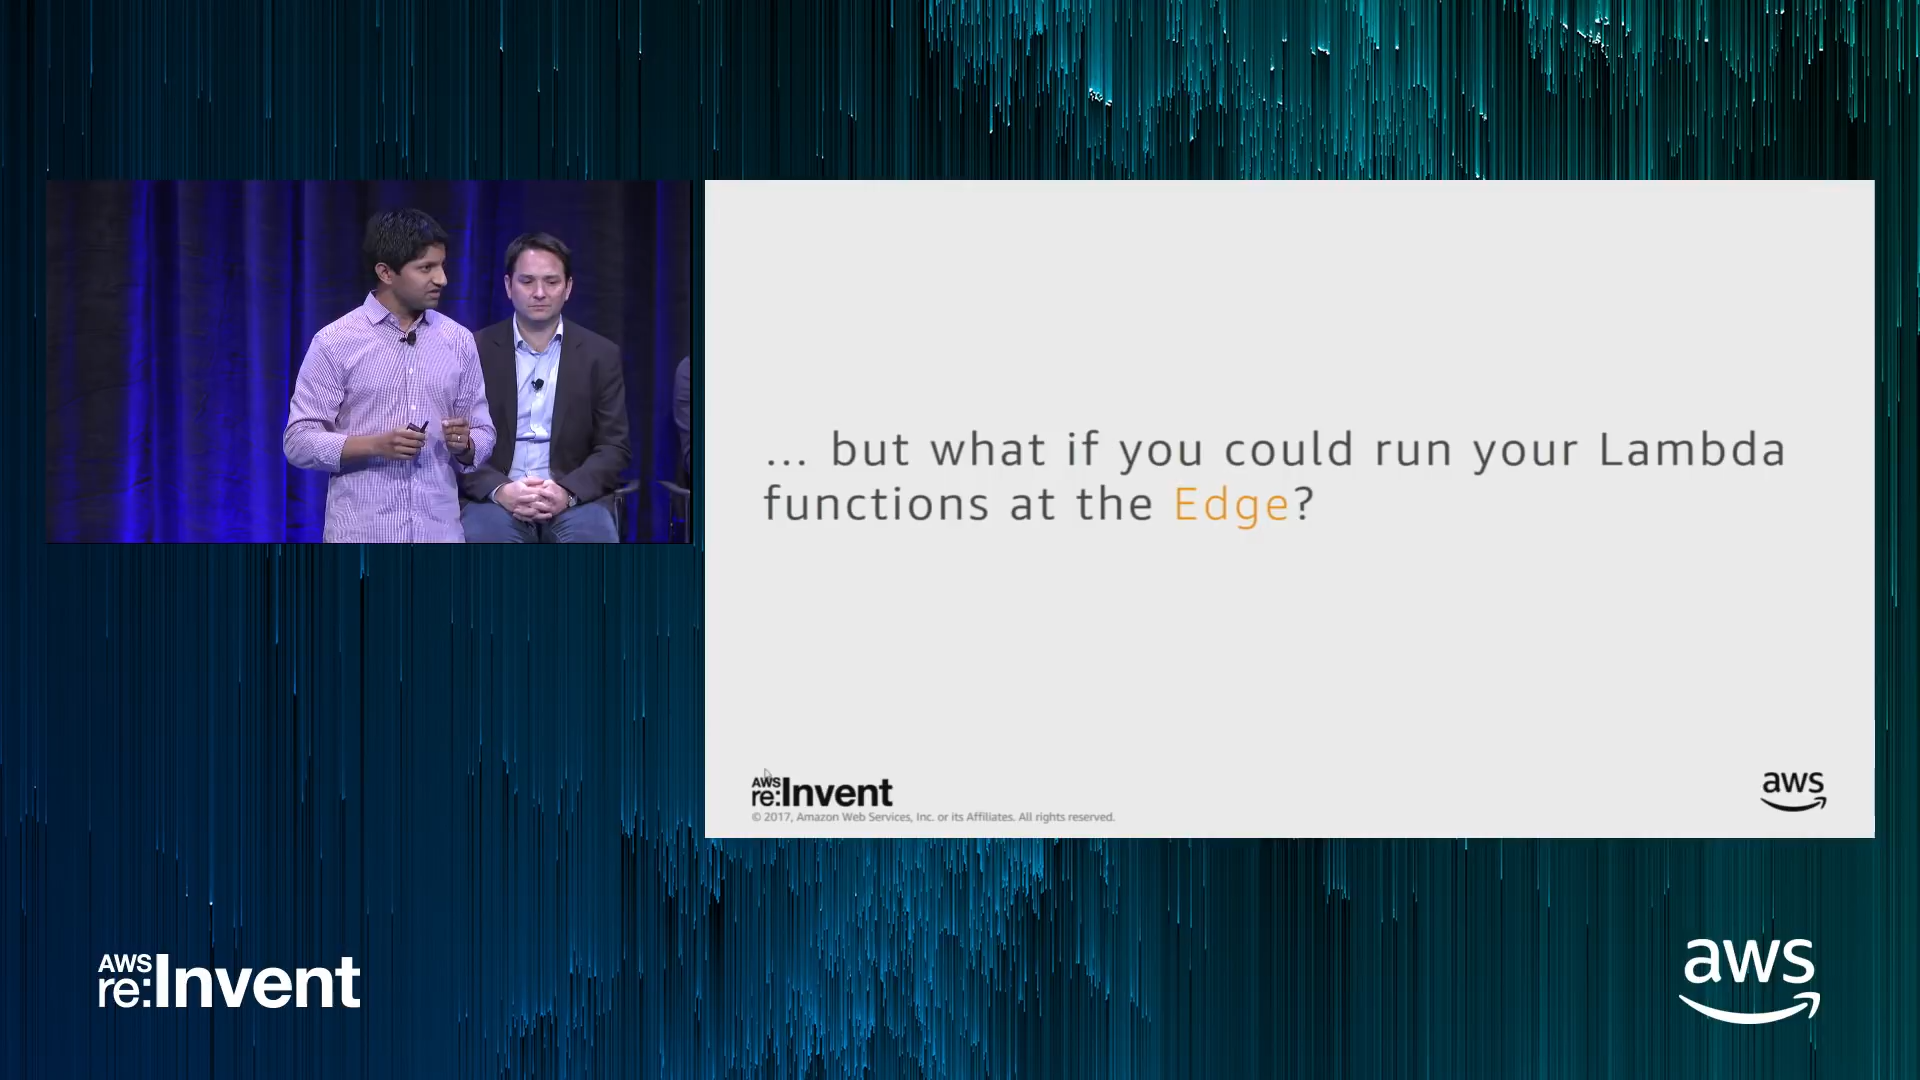 ... but what if you could run your Lambda
functions at the Edge?
AWS
re:Invent
© 2017, Amazon Web Services, Inc. or its Affiliates. All rights reserved.
aws
AWS
re:Invent
aws